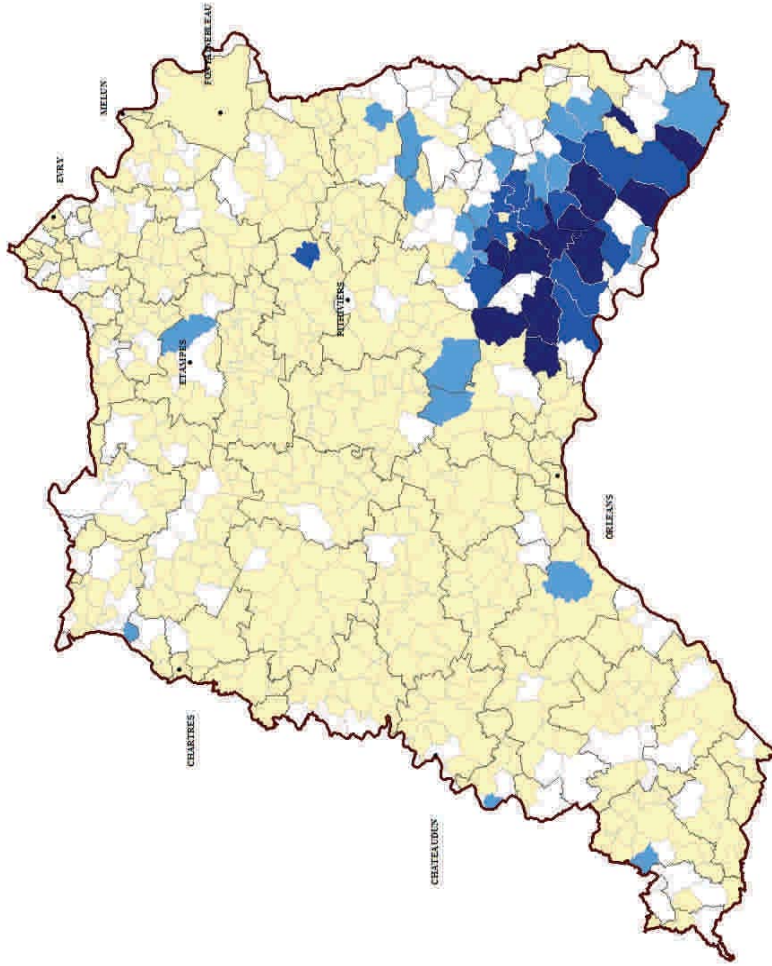 FONTAINEBLEAU
MELUN
EVRY
PITHIVIERS
ETAMPES
ORLEANS
CHARTRES
CHATEAUDUN